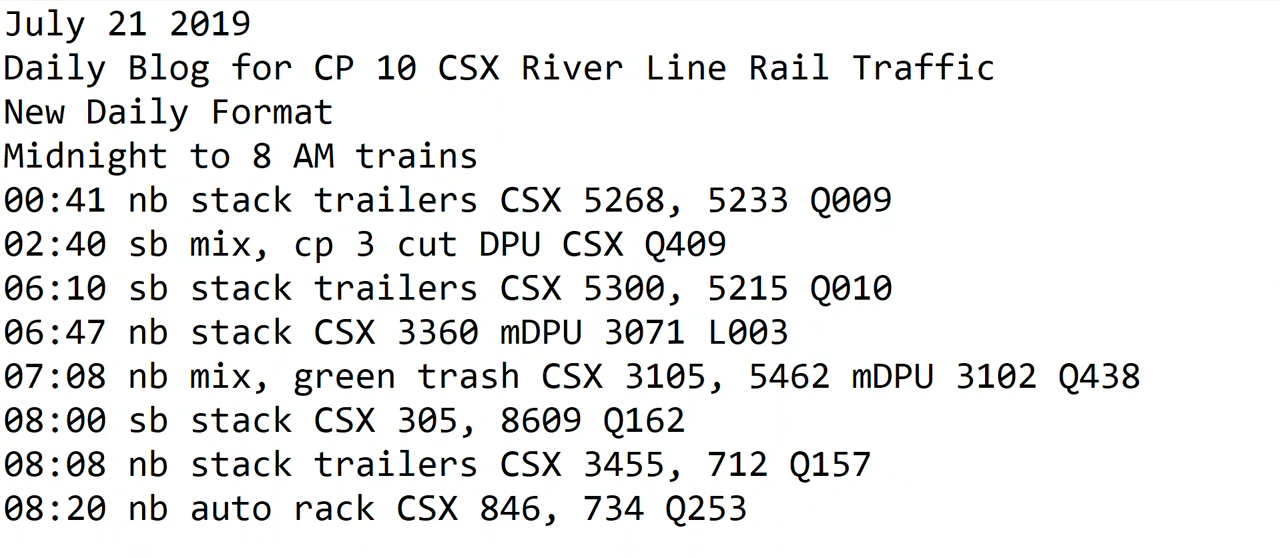 July 21 2019
Daily Blog for CP 10 CSX River Line Rail Traffic
New Daily Format
Midnight to 8 AM trains
00:41 nb stack trailers CSX 5268, 5233 Q009
02:40 sb mix, cp 3 cut DPU CSX Q409
06:10 sb stack trailers CSX 5300, 5215 Q010
06:47 nb stack CSX 3360 mDPU 3071 L003
07:08 nb mix, green trash CSX 3105, 5462 mDPU 3102 Q438
08:00 sb stack CSX 305, 8609 Q162
08:08 nb stack trailers CSX 3455, 712 Q157
08:20 nb auto rack CSX 846, 734 Q253